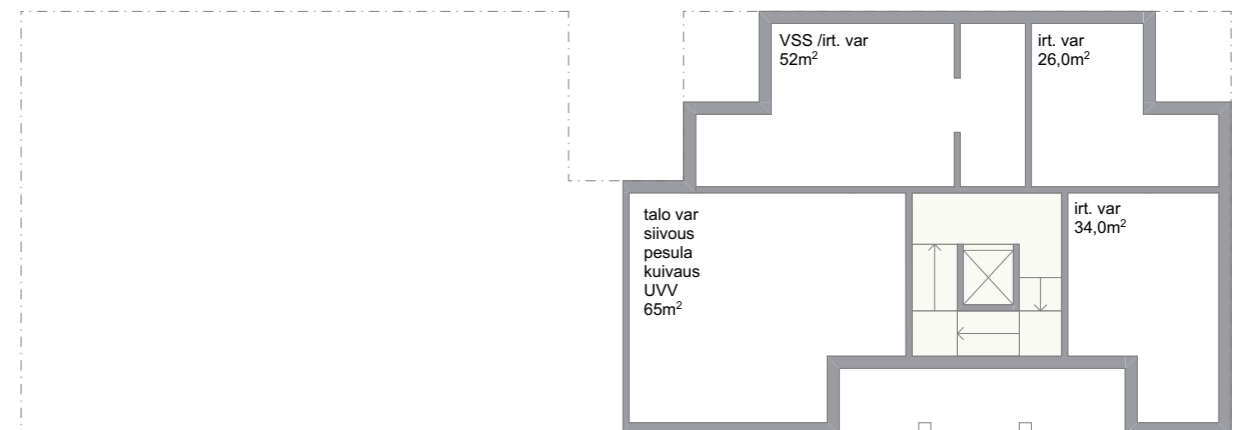 VSS /irt. var
52m²
irt. var
26,0m²
talo var
siivous
pesula
kuivaus
UVV
65m²
irt. var
34,0m²